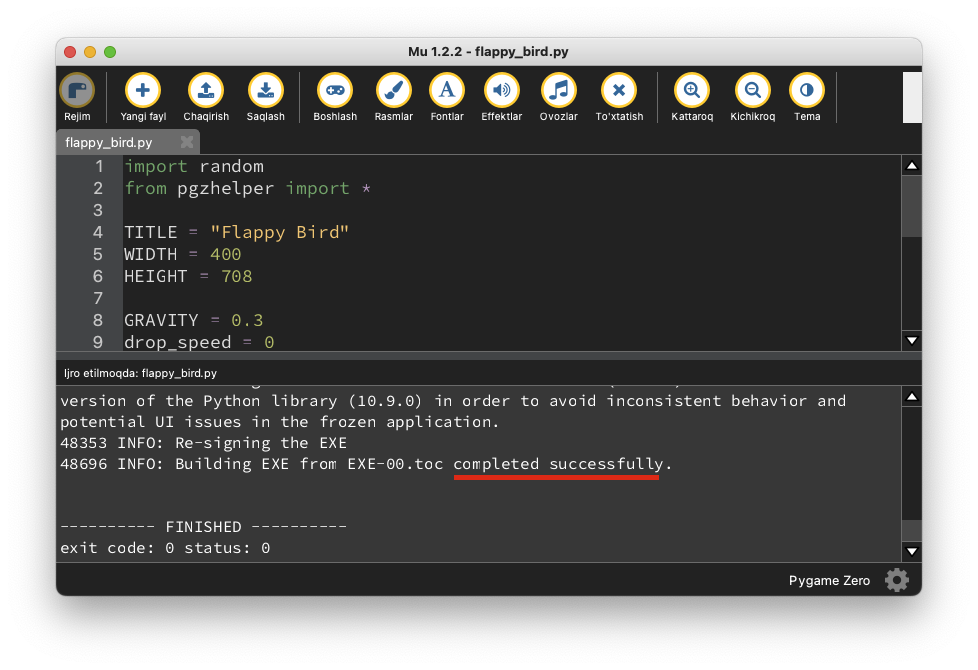 Mu 1.2.2 - flappy_bird.py
Rejim Yangi fayl Chaqirish Saqlash Boshlash Rasmlar Fontlar Effektlar Ovozlar To'xtatish Kattaroq Kichikroq Tema
flappy_bird.py
1 import random
2 from pgzhelper import *
3
4 TITLE = "Flappy Bird"
5 WIDTH = 400
6 HEIGHT = 708
7
8 GRAVITY = 0.3
9 drop_speed = 0
Ijro etilmoqda: flappy_bird.py
version of the Python library (10.9.0) in order to avoid inconsistent behavior and
potential UI issues in the frozen application.
48353 INFO: Re-signing the EXE
48696 INFO: Building EXE from EXE-00.toc completed successfully.
---------- FINISHED ----------
exit code: 0 status: 0
Pygame Zero